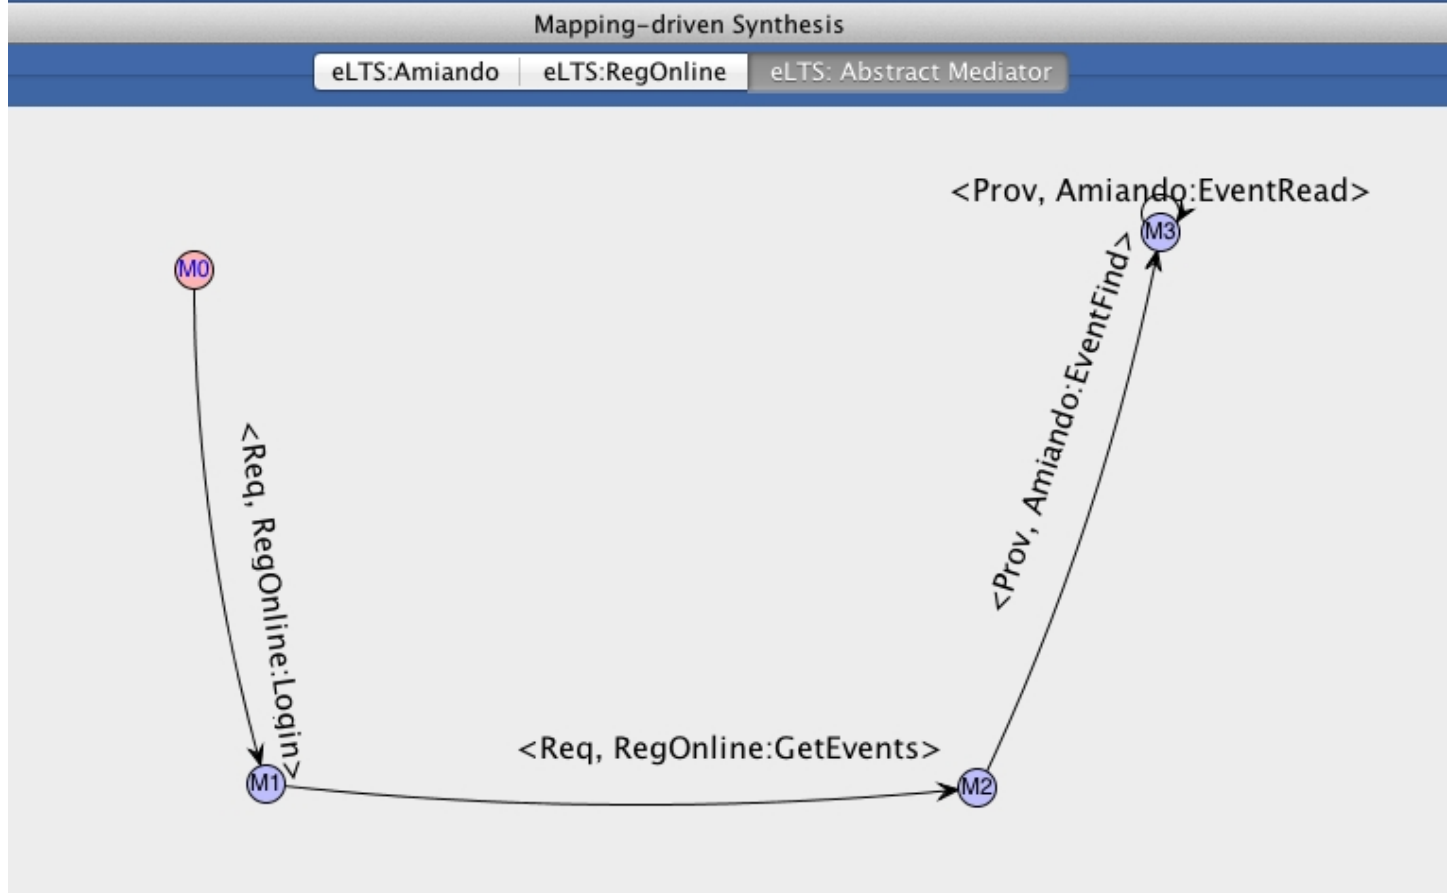 Mapping-driven Synthesis
eLTS:Amiando
eLTS:RegOnline
eLTS: Abstract Mediator
<Prov, Amiando:EventRead>
M3
M0
<Prov, Amiando:EventFind>
<Req, RegOnline:Login>
<Req, RegOnline:GetEvents>
M1
M2